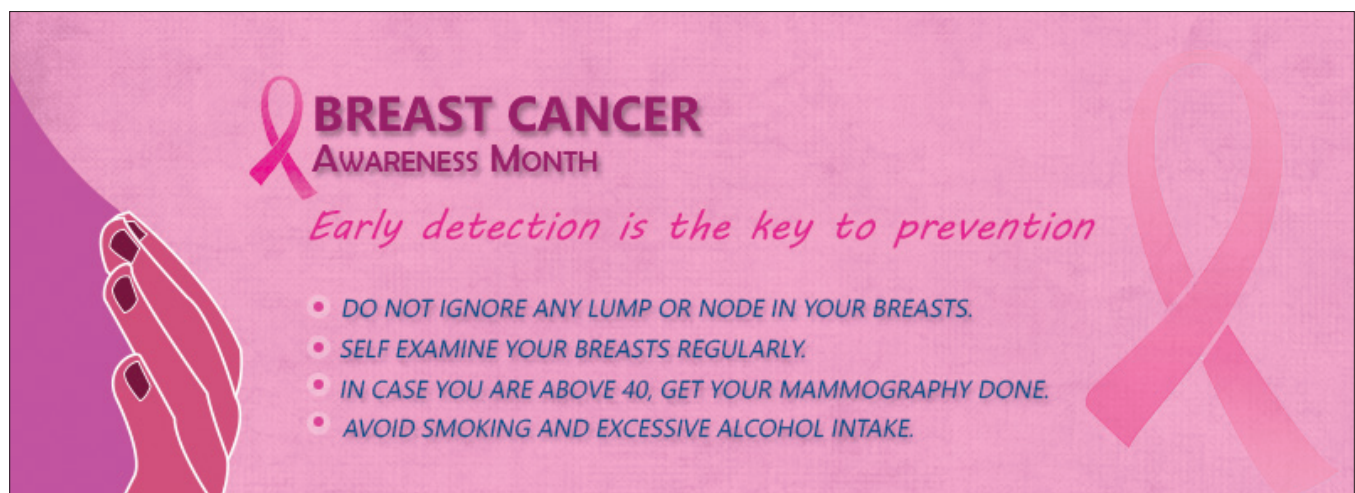 BREAST CANCER
AWARENESS MONTH
Early detection is the key to prevention
DO NOT IGNORE ANY LUMP OR NODE IN YOUR BREASTS.
SELF EXAMINE YOUR BREASTS REGULARLY.
IN CASE YOU ARE ABOVE 40, GET YOUR MAMMOGRAPHY DONE.
AVOID SMOKING AND EXCESSIVE ALCOHOL INTAKE.